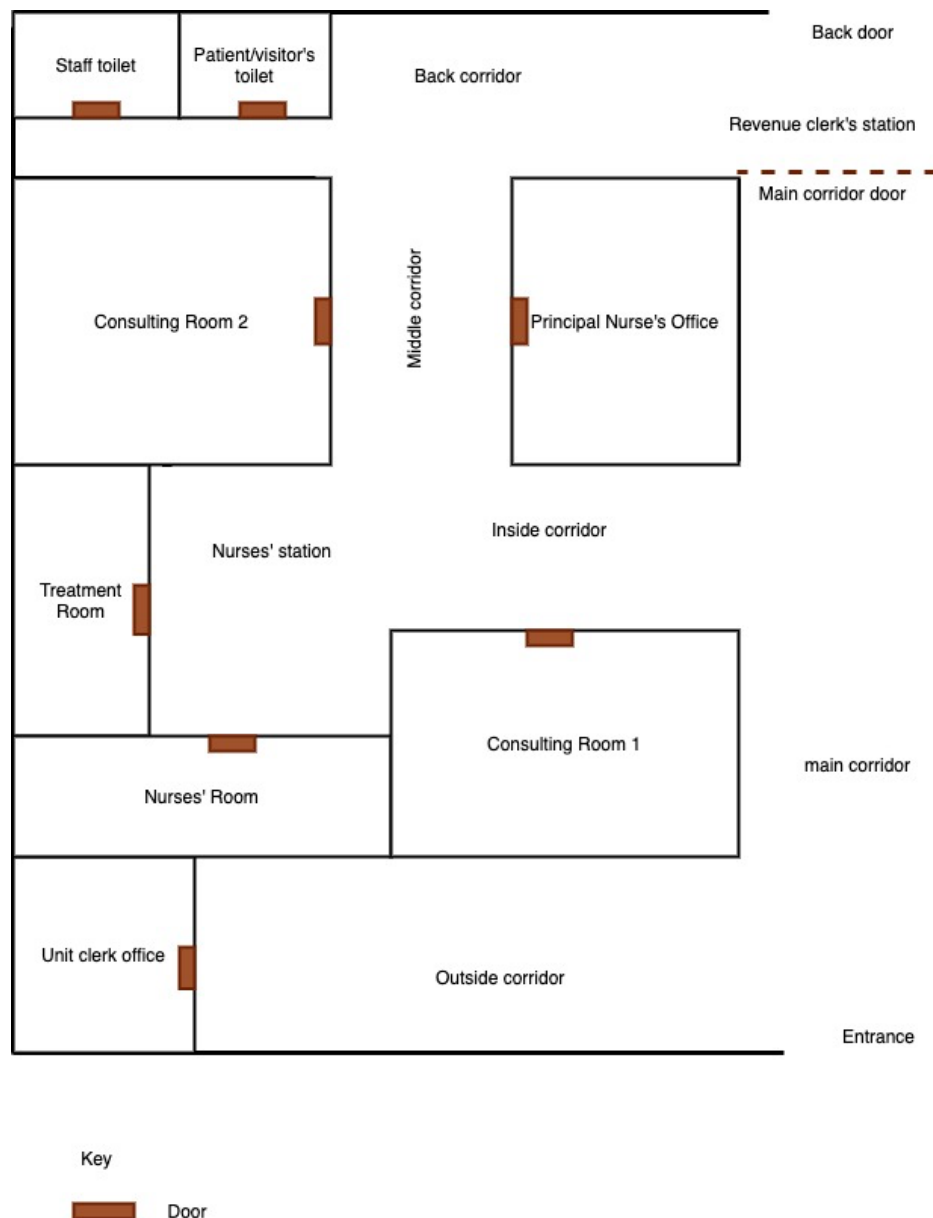 Back door
Staff toilet
Patient/visitor's
toilet
Back corridor
Revenue clerk's station
Main corridor door
Consulting Room 2
Middle corridor
Principal Nurse's Office
Inside corridor
Nurses' station
Treatment
Room
Consulting Room 1
main corridor
Nurses' Room
Unit clerk office
Outside corridor
Entrance
Key
Door